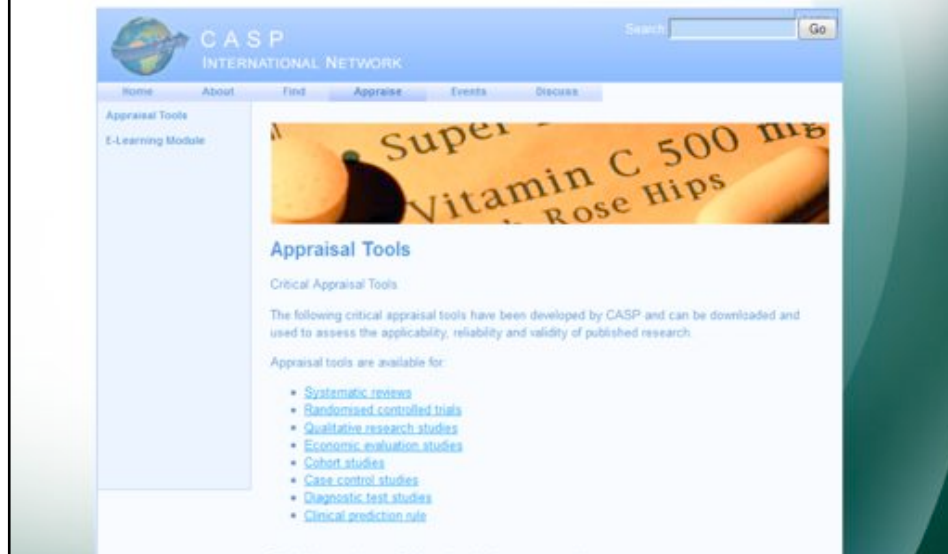 CASP
INTERNATIONAL NETWORK
Search
Go
Home About Find Appraise Events Discuss
Appraisal Tools
E-Learning Module
Super
Vitamin C 500 mg
Rose Hips
Appraisal Tools
Critical Appraisal Tools
The following critical appraisal tools have been developed by CASP and can be downloaded and
used to assess the applicability, reliability and validity of published research.
Appraisal tools are available for:
Systematic reviews
Randomised controlled trials
Qualitative research studies
Economic evaluation studies
Cohort studies
Case control studies
Diagnostic test studies
Clinical prediction rule